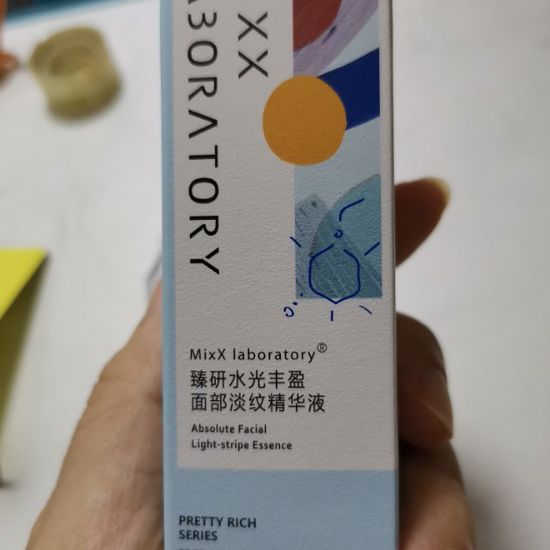 XX
ABORATORY
MixX laboratory®
臻研水光丰盈
面部淡纹精华液
Absolute Facial
Light-stripe Essence
PRETTY RICH
SERIES